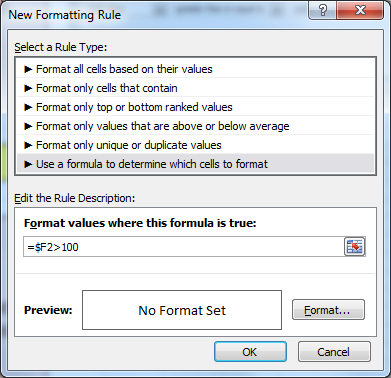 New Formatting Rule
Select a Rule Type:
► Format all cells based on their values
► Format only cells that contain
► Format only top or bottom ranked values
► Format only values that are above or below average
► Format only unique or duplicate values
► Use a formula to determine which cells to format
Edit the Rule Description:
Format values where this formula is true:
=$F2>100
Preview: No Format Set Format...
OK Cancel